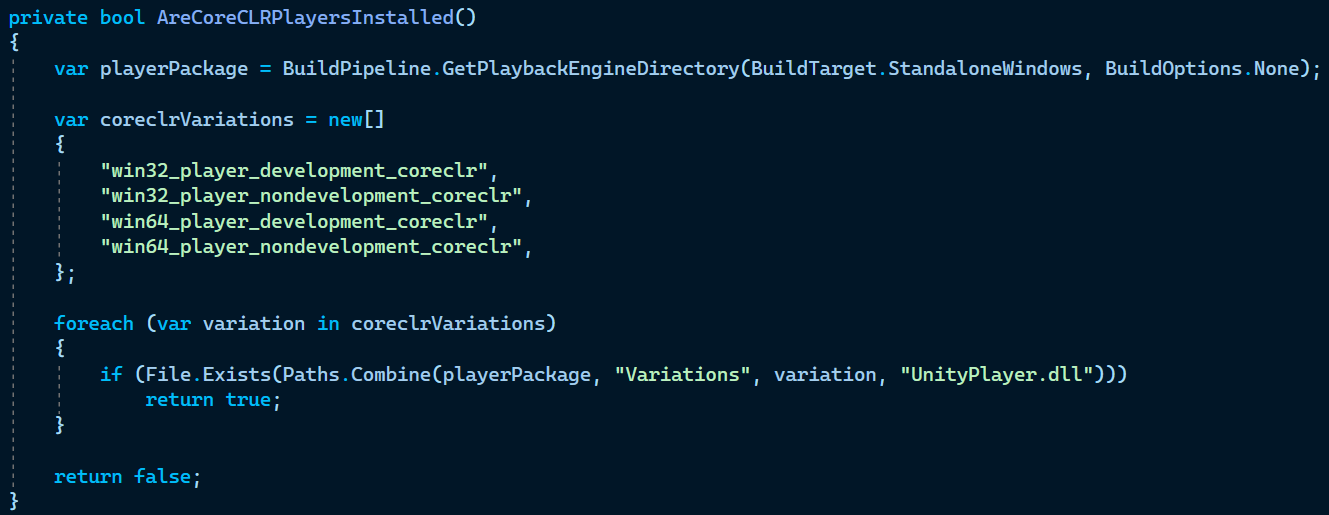 private bool AreCoreCLRPlayersInstalled()
{
    var playerPackage = BuildPipeline.GetPlaybackEngineDirectory(BuildTarget.StandaloneWindows, BuildOptions.None);

    var coreclrVariations = new[]
    {
        "win32_player_development_coreclr",
        "win32_player_nondevelopment_coreclr",
        "win64_player_development_coreclr",
        "win64_player_nondevelopment_coreclr",
    };

    foreach (var variation in coreclrVariations)
    {
        if (File.Exists(Paths.Combine(playerPackage, "Variations", variation, "UnityPlayer.dll")))
            return true;
    }

    return false;
}